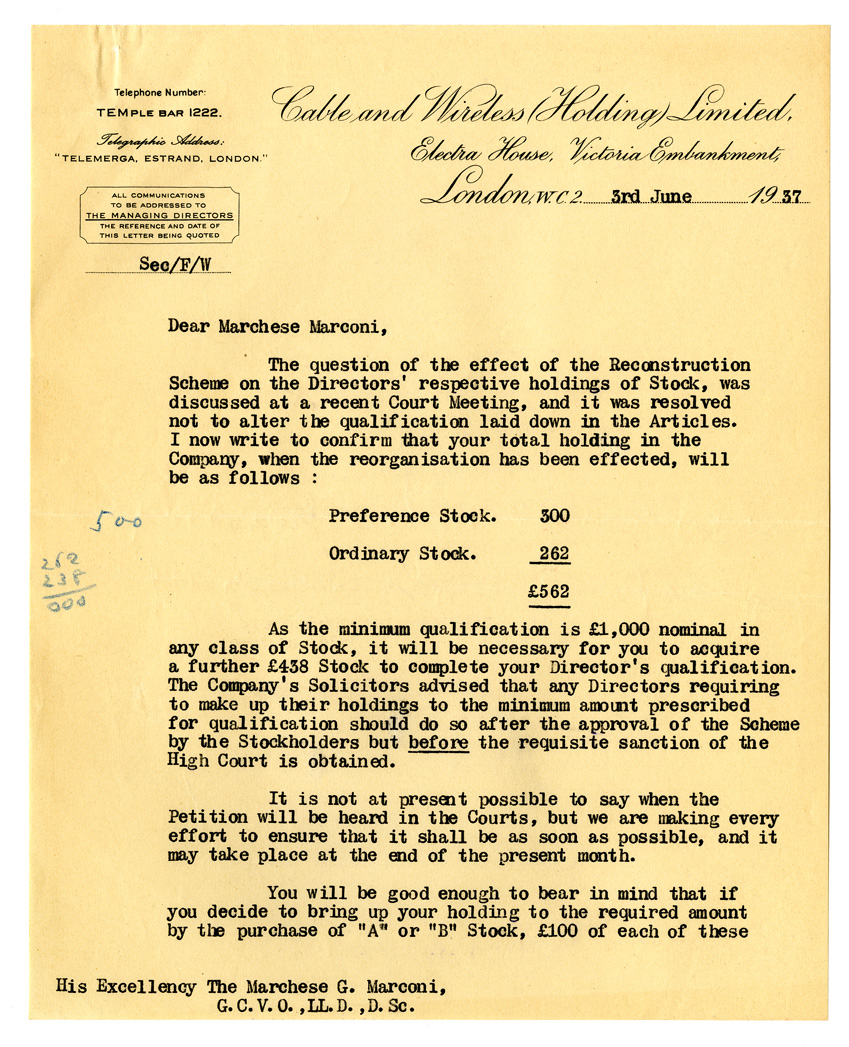 Telephone Number:
TEMPLE BAR 1222.
Telegraphic Address:
"TELEMERGA, ESTRAND, LONDON."
ALL COMMUNICATIONS
TO BE ADDRESSED TO
THE MANAGING DIRECTORS
THE REFERENCE AND DATE OF
THIS LETTER BEING QUOTED
Sec/F/W
Cable and Wireless (Holding) Limited,
Electra House, Victoria Embankment,
London, W.C.2. 3rd June 1937
Dear Marchese Marconi,
The question of the effect of the Reconstruction
Scheme on the Directors' respective holdings of Stock, was
discussed at a recent Court Meeting, and it was resolved
not to alter the qualification laid down in the Articles.
I now write to confirm that your total holding in the
Company, when the reorganisation has been effected, will
be as follows :
Preference Stock. 300
Ordinary Stock. 262
£562
500
262
238
000
As the minimum qualification is £1,000 nominal in
any class of Stock, it will be necessary for you to acquire
a further £438 Stock to complete your Director's qualification.
The Company's Solicitors advised that any Directors requiring
to make up their holdings to the minimum amount prescribed
for qualification should do so after the approval of the Scheme
by the Stockholders but before the requisite sanction of the
High Court is obtained.
It is not at present possible to say when the
Petition will be heard in the Courts, but we are making every
effort to ensure that it shall be as soon as possible, and it
may take place at the end of the present month.
You will be good enough to bear in mind that if
you decide to bring up your holding to the required amount
by the purchase of "A" or "B" Stock, £100 of each of these
His Excellency The Marchese G. Marconi,
G.C.V.O.,LL.D.,D.Sc.